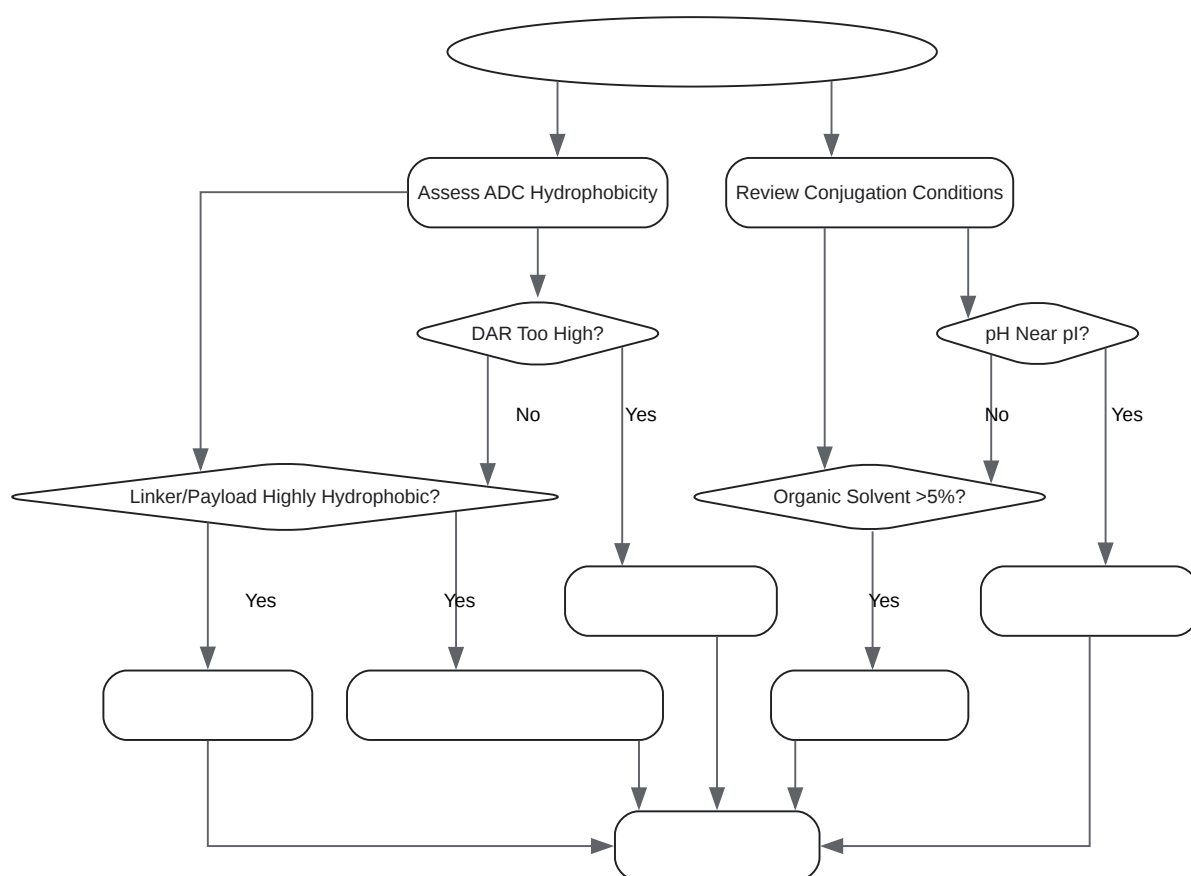 Assess ADC Hydrophobicity
Review Conjugation Conditions
DAR Too High?
pH Near pI?
No
Yes
No
Yes
Linker/Payload Highly Hydrophobic?
Organic Solvent >5%?
Yes
Yes
Yes